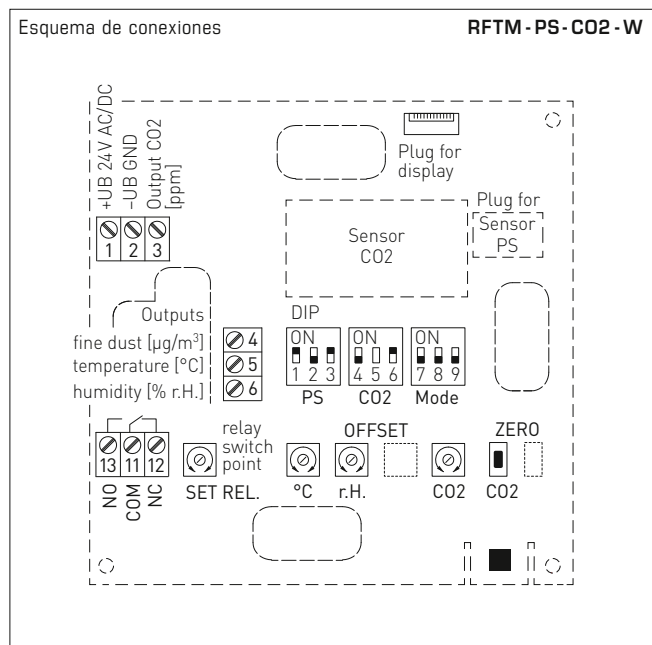 Esquema de conexiones
RFTM-PS-CO2-W
+UB 24V AC/DC
–UB GND
Output CO2
[ppm]
1 2 3
Plug for
display
Plug for
Sensor
PS
Sensor
CO2
Outputs
fine dust [µg/m³]
temperature [°C]
humidity [% r.H.]
4
5
6
DIP
ON
1 2 3
PS
ON
4 5 6
CO2
ON
7 8 9
Mode
13 11 12
NO
COM
NC
relay
switch
point
SET REL.
OFFSET
°C
r.H.
CO2
ZERO
CO2